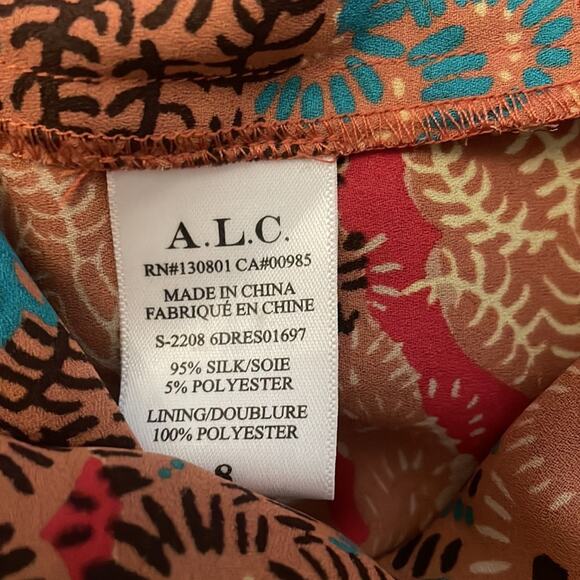 A.L.C.
RN#130801 CA#00985
MADE IN CHINA
FABRIQUÉ EN CHINE
S-2208 6DRES01697
95% SILK/SOIE
5% POLYESTER
LINING/DOUBLURE
100% POLYESTER
8